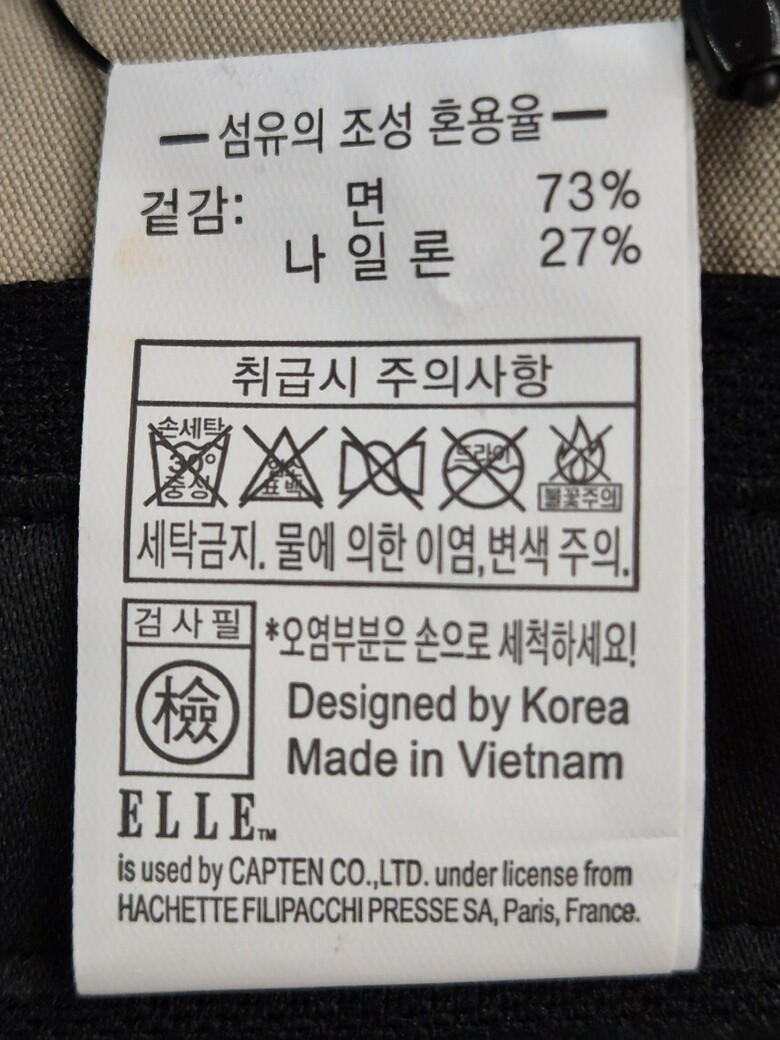 섬유의 조성 혼용율
겉감: 면 73%
나일론 27%
취급시 주의사항
손세탁
30°
중성
염소
표백
드라이
불꽃주의
세탁금지. 물에 의한 이염,변색 주의.
검사필
檢
*오염부분은 손으로 세척하세요!
Designed by Korea
Made in Vietnam
ELLE™
is used by CAPTEN CO.,LTD. under license from
HACHETTE FILIPACCHI PRESSE SA, Paris, France.